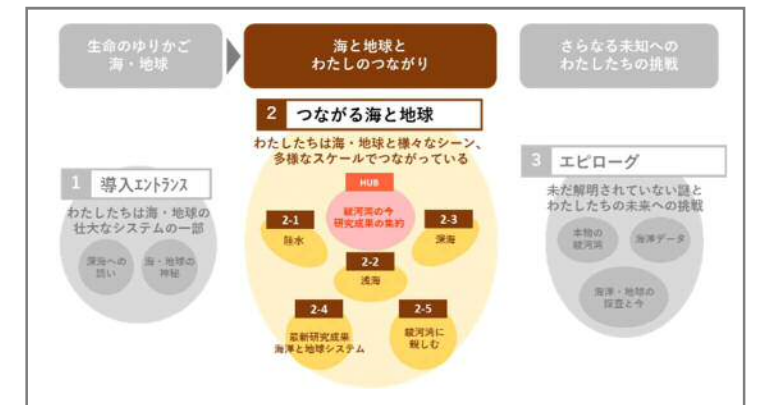 生命のゆりかご
海・地球
海と地球と
わたしのつながり
さらなる未知への
わたしたちの挑戦
1 導入エントランス
わたしたちは海・地球の
壮大なシステムの一部
深海への
誘い
海・地球の
神秘
2 つながる海と地球
わたしたちは海・地球と様々なシーン、
多様なスケールでつながっている
HUB
駿河湾の今
研究成果の集約
2-1
陸水
2-2
浅海
2-3
深海
2-4
最新研究成果
海洋と地球システム
2-5
駿河湾に
親しむ
3 エピローグ
未だ解明されていない謎と
わたしたちの未来への挑戦
本物の
駿河湾
海洋データ
海洋・地球の
探査と今